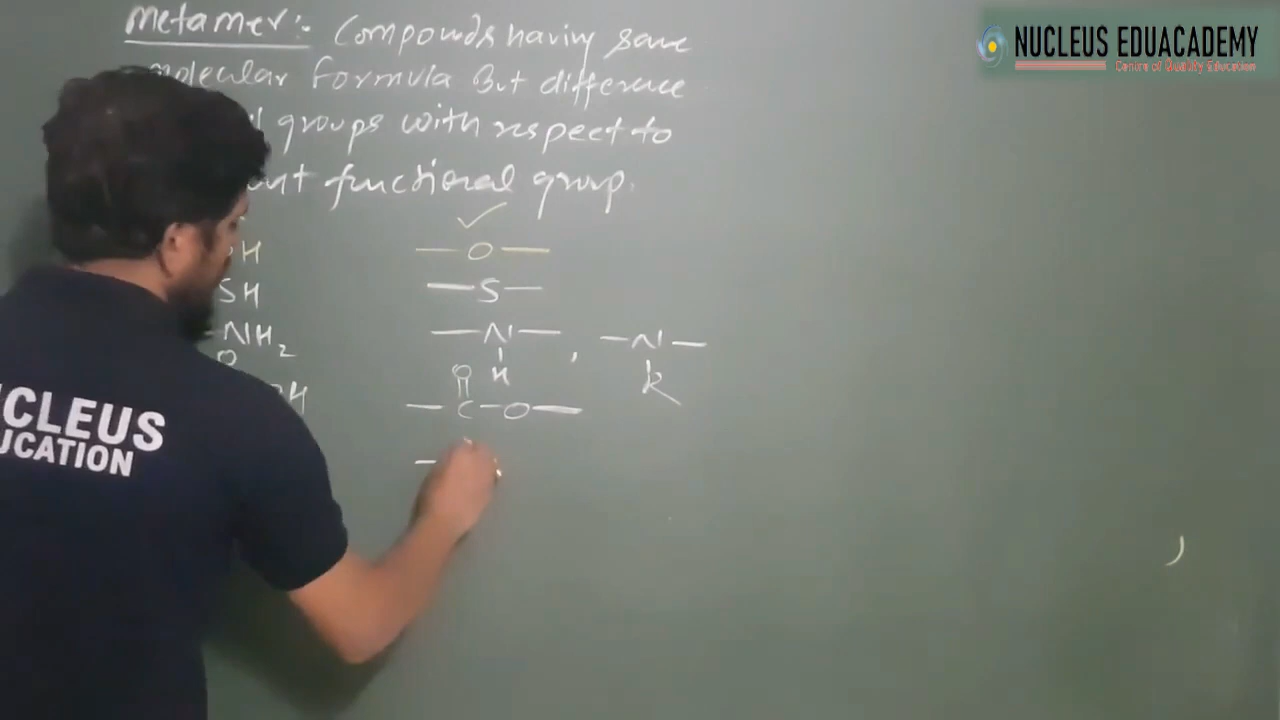 Metamer :- Compounds having same
molecular formula But difference
groups with respect to
functional group.
✓
H — O —
SH — S —
-NH2 — N — , — N —
H R
O O
H — C — O —
—
NUCLEUS EDUACADEMY
Centre of Quality Education
CLEUS
UCATION